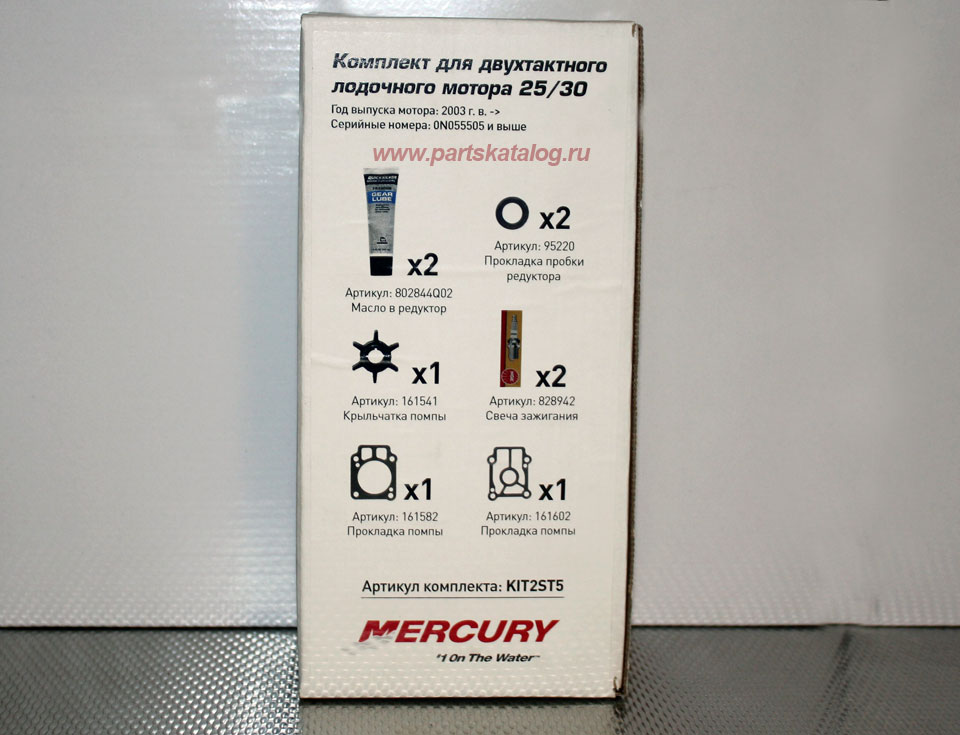 Комплект для двухтактного
лодочного мотора 25/30
Год выпуска мотора: 2003 г. в. ->
Серийные номера: 0N055505 и выше
www.partskatalog.ru
GEAR
LUBE
x2
Артикул: 802844Q02
Масло в редуктор
x2
Артикул: 95220
Прокладка пробки
редуктора
x1
Артикул: 161541
Крыльчатка помпы
x2
Артикул: 828942
Свеча зажигания
x1
Артикул: 161582
Прокладка помпы
x1
Артикул: 161602
Прокладка помпы
Артикул комплекта: KIT2ST5
MERCURY
#1 On The Water